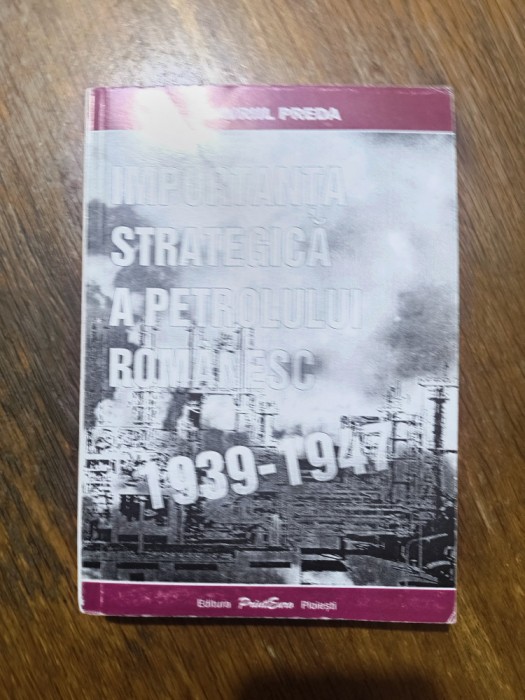 PREDA
IMPORTANȚA
STRATEGICĂ
A PETROLULUI
ROMÂNESC
1939-1947
Editura PrintEuro Ploiești